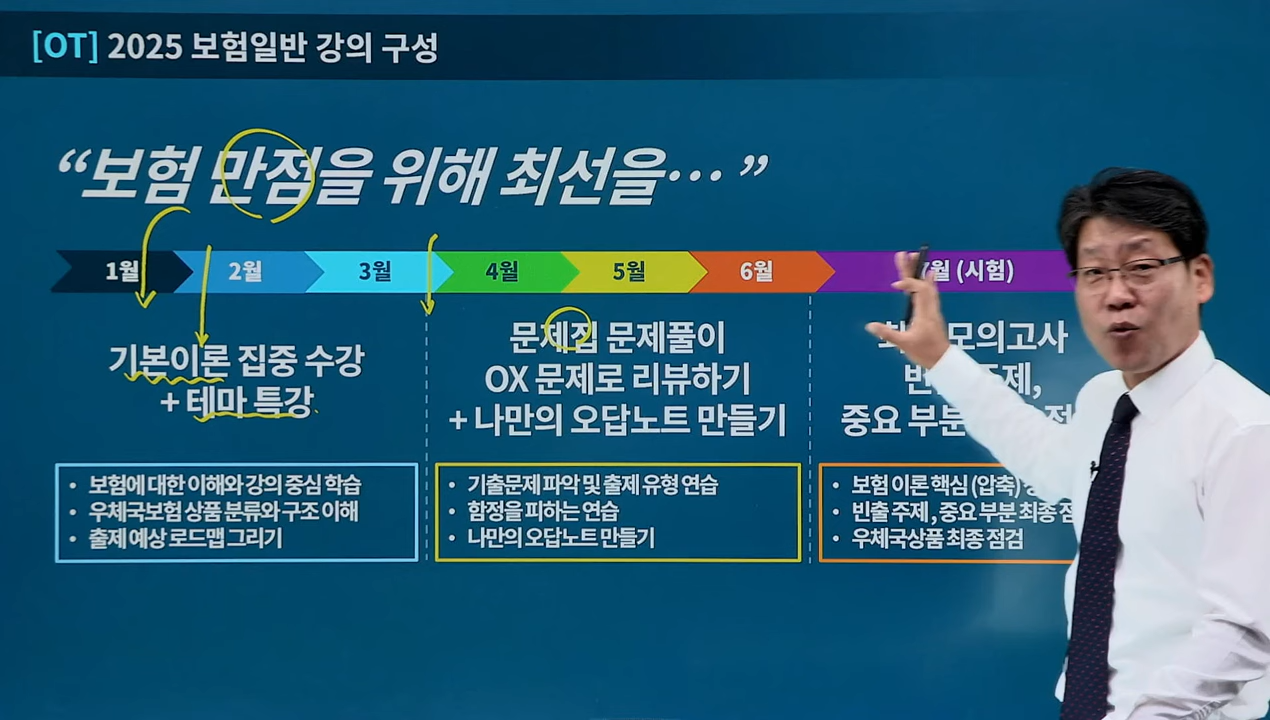 [OT] 2025 보험일반 강의 구성
“보험 만점을 위해 최선을… ”
1월 2월 3월 4월 5월 6월 7월 (시험)
기본이론 집중 수강
+ 테마 특강
문제집 문제풀이
OX 문제로 리뷰하기
+ 나만의 오답노트 만들기
모의고사
중요 부분
• 보험에 대한 이해와 강의 중심 학습
• 우체국보험 상품 분류와 구조 이해
• 출제 예상 로드맵 그리기
• 기출문제 파악 및 출제 유형 연습
• 함정을 피하는 연습
• 나만의 오답노트 만들기
• 보험 이론 핵심 (압축)
• 빈출 주제, 중요 부분 최종
• 우체국상품 최종 점검